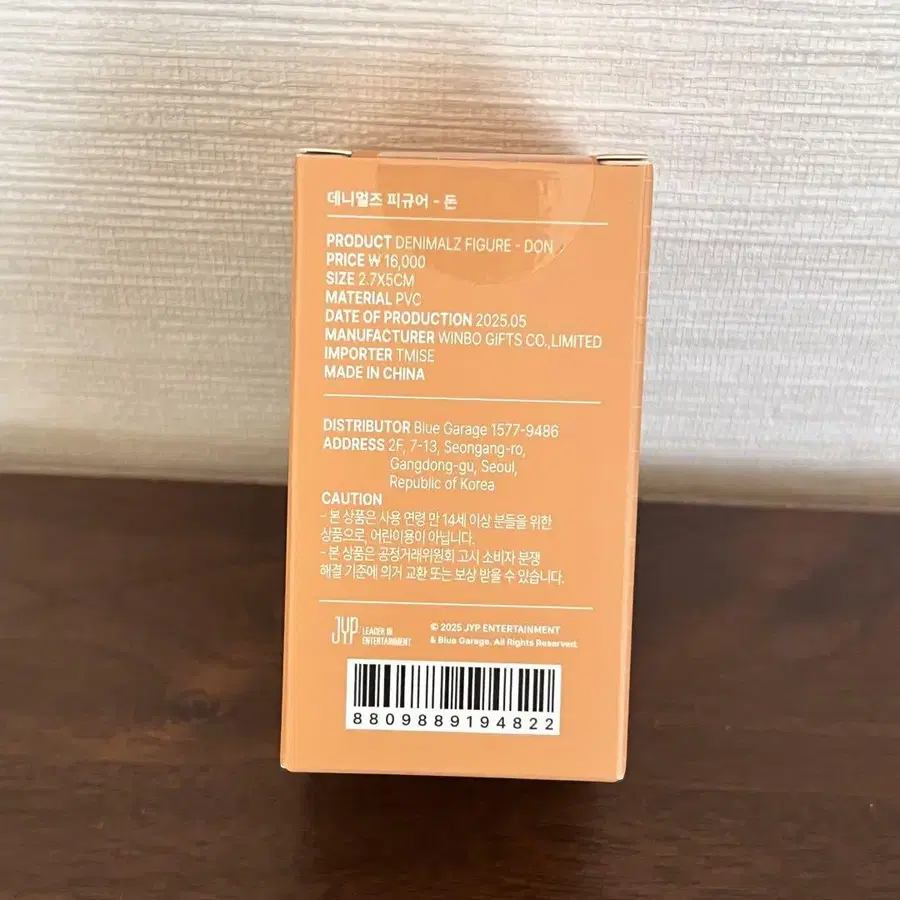 데니멀즈 피규어 - 돈
PRODUCT DENIMALZ FIGURE - DON
PRICE ₩ 16,000
SIZE 2.7X5CM
MATERIAL PVC
DATE OF PRODUCTION 2025.05
MANUFACTURER WINBO GIFTS CO.,LIMITED
IMPORTER TMISE
MADE IN CHINA
DISTRIBUTOR Blue Garage 1577-9486
ADDRESS 2F, 7-13, Seongang-ro,
Gangdong-gu, Seoul,
Republic of Korea
CAUTION
- 본 상품은 사용 연령 만 14세 이상 분들을 위한
상품으로, 어린이용이 아닙니다.
- 본 상품은 공정거래위원회 고시 소비자 분쟁
해결 기준에 의거 교환 또는 보상 받을 수 있습니다.
JYP LEADER IN
ENTERTAINMENT
© 2025 JYP ENTERTAINMENT
& Blue Garage. All Rights Reserved.
8809889194822